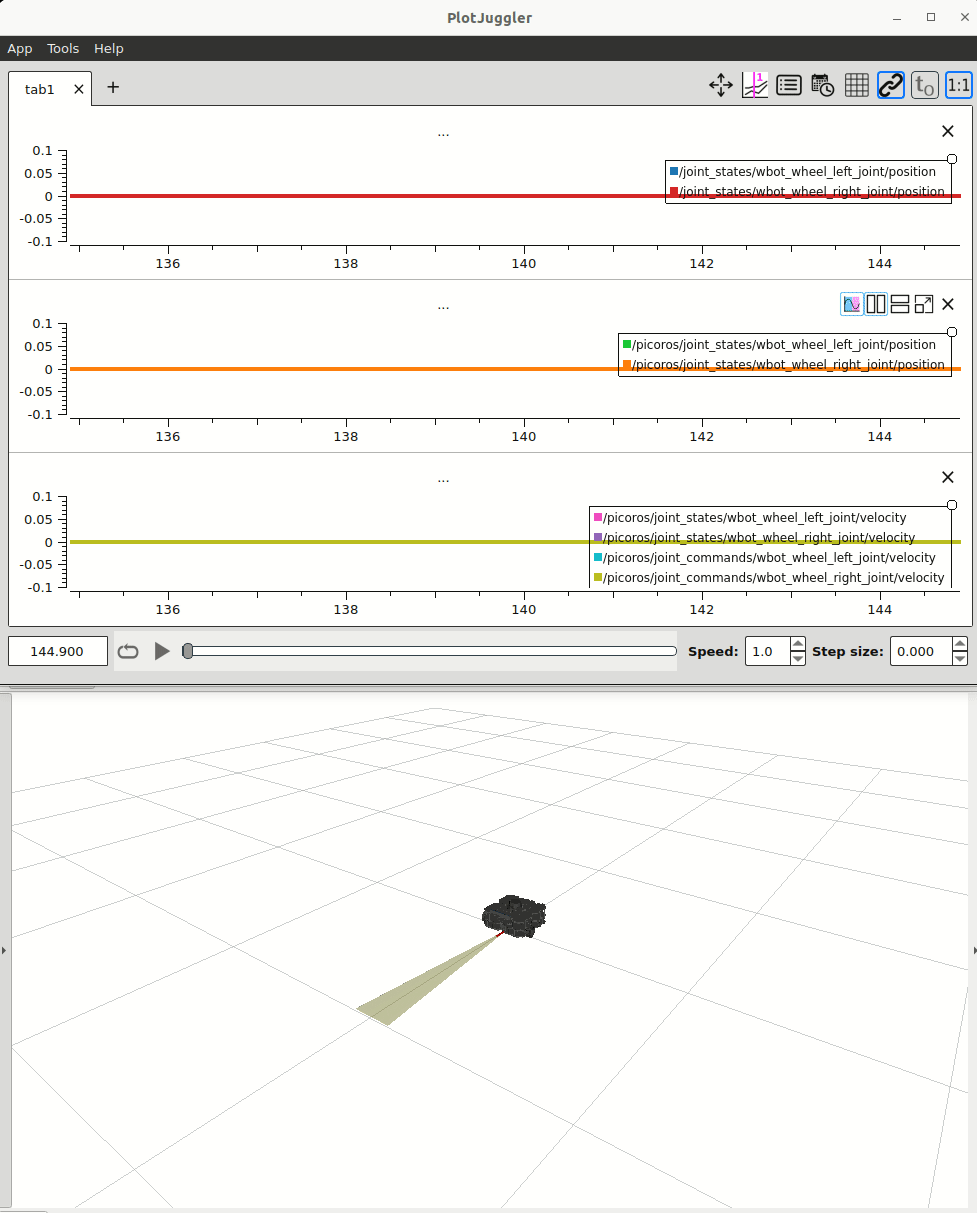 PlotJuggler
App Tools Help
tab1
1
t0
1:1
...
0.1
0.05
0
-0.05
-0.1
/joint_states/wbot_wheel_left_joint/position
/joint_states/wbot_wheel_right_joint/position
136 138 140 142 144
...
0.1
0.05
0
-0.05
-0.1
/picoros/joint_states/wbot_wheel_left_joint/position
/picoros/joint_states/wbot_wheel_right_joint/position
136 138 140 142 144
...
0.1
0.05
0
-0.05
-0.1
/picoros/joint_states/wbot_wheel_left_joint/velocity
/picoros/joint_states/wbot_wheel_right_joint/velocity
/picoros/joint_commands/wbot_wheel_left_joint/velocity
/picoros/joint_commands/wbot_wheel_right_joint/velocity
136 138 140 142 144
144.900 Speed: 1.0 Step size: 0.000